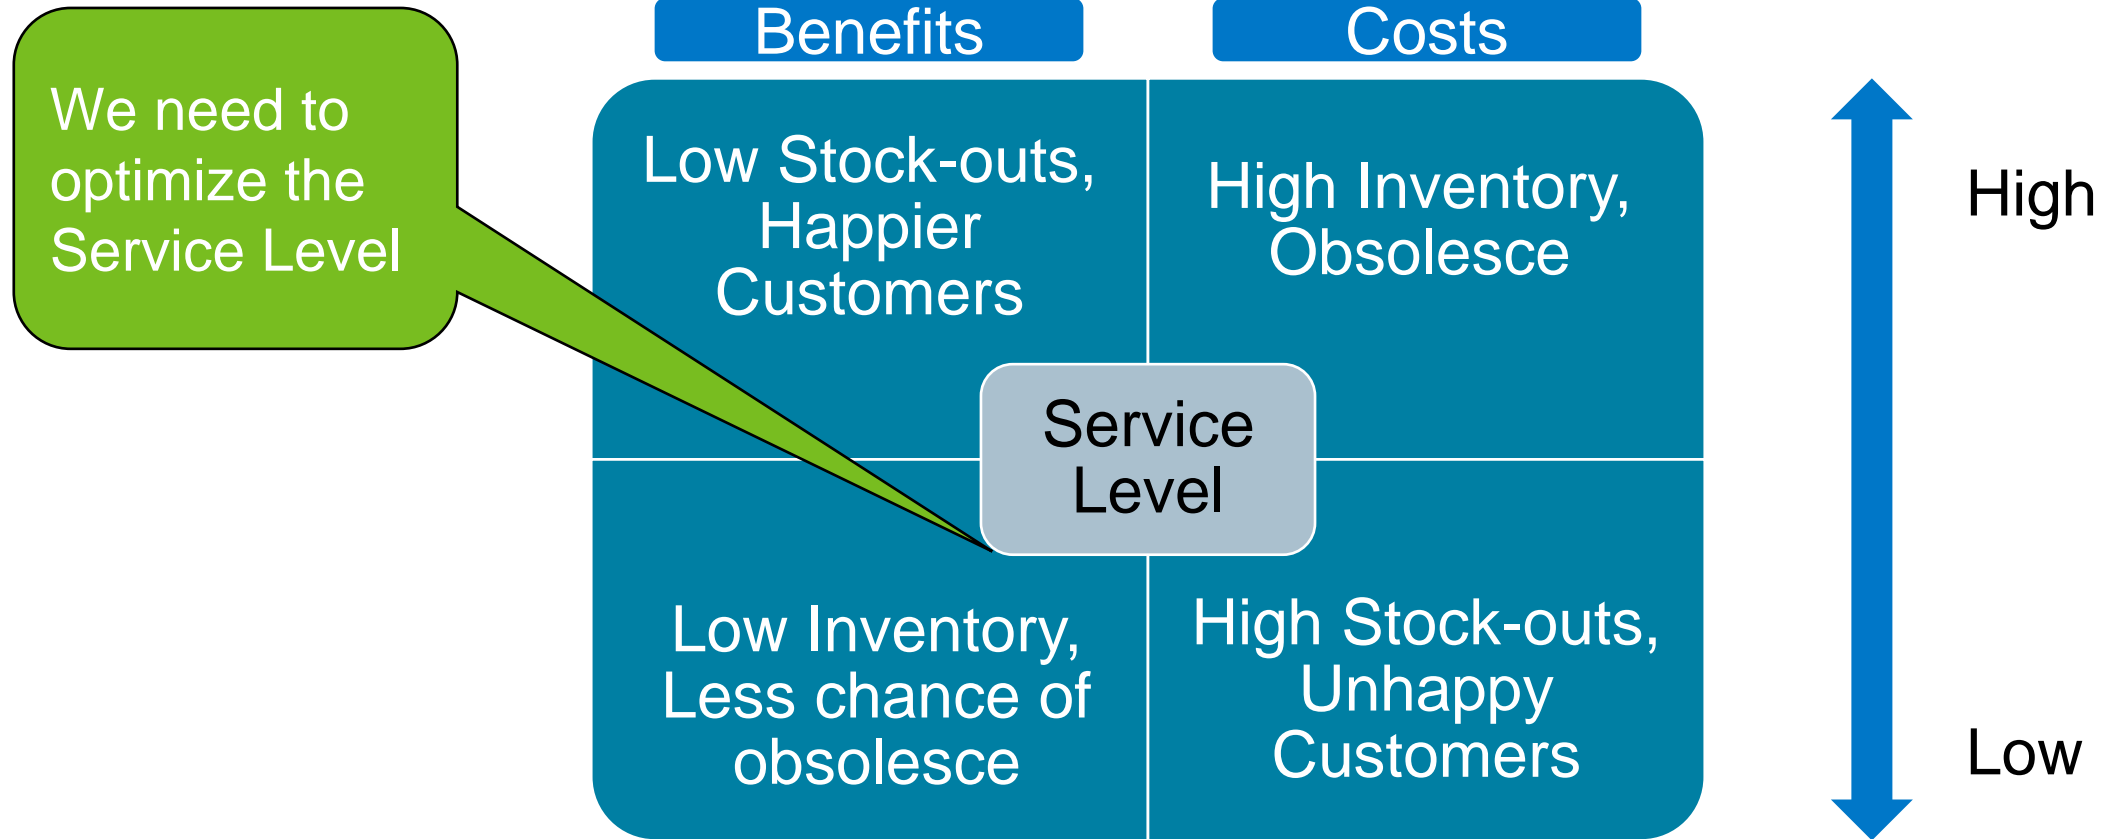 Benefits
Costs
We need to
optimize the
Service Level
Low Stock-outs,
Happier
Customers
High Inventory,
Obsolesce
High
Service
Level
Low Inventory,
Less chance of
obsolesce
High Stock-outs,
Unhappy
Customers
Low